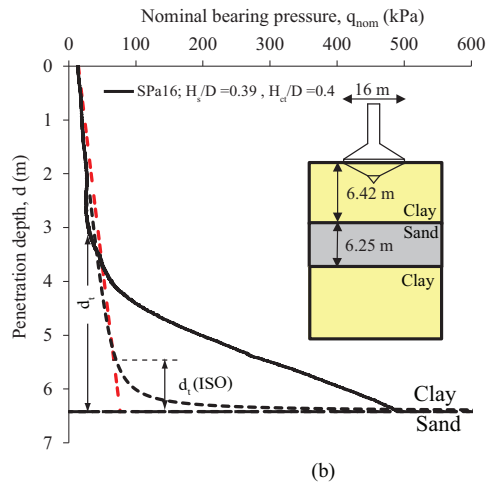 Nominal bearing pressure, qnom (kPa)
0 100 200 300 400 500 600
0
1
2
3
4
5
6
7
Penetration depth, d (m)
SPa16; Hs/D =0.39 , Hct/D =0.4
16 m
6.42 m
Clay
Sand
6.25 m
Clay
dt
dt (ISO)
Clay
Sand
(b)